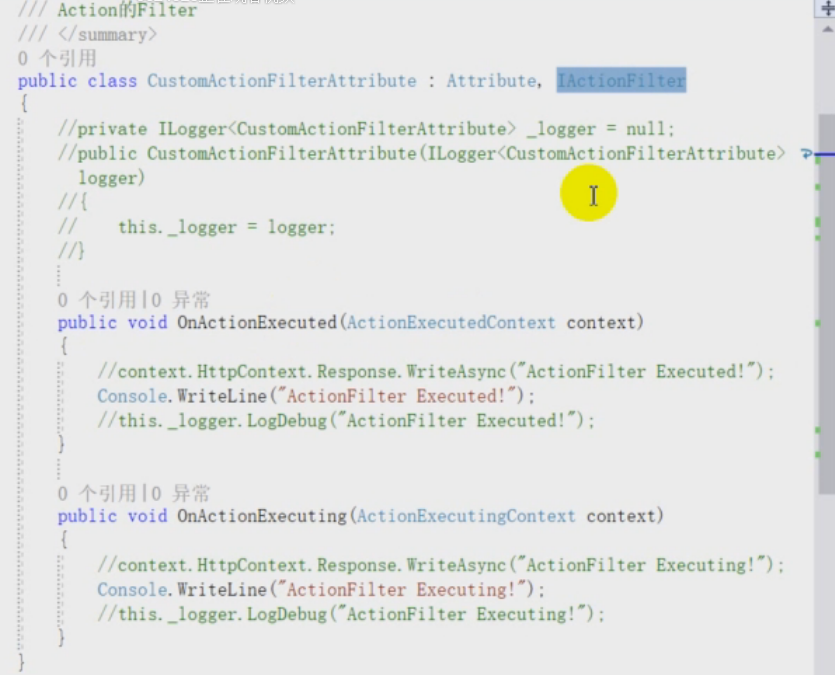 /// Action的Filter
/// </summary>
0 个引用
public class CustomActionFilterAttribute : Attribute, IActionFilter
{
//private ILogger<CustomActionFilterAttribute> _logger = null;
//public CustomActionFilterAttribute(ILogger<CustomActionFilterAttribute>
logger)
//{
//    this._logger = logger;
//}
0 个引用|0 异常
public void OnActionExecuted(ActionExecutedContext context)
{
//context.HttpContext.Response.WriteAsync("ActionFilter Executed!");
Console.WriteLine("ActionFilter Executed!");
//this._logger.LogDebug("ActionFilter Executed!");
}
0 个引用|0 异常
public void OnActionExecuting(ActionExecutingContext context)
{
//context.HttpContext.Response.WriteAsync("ActionFilter Executing!");
Console.WriteLine("ActionFilter Executing!");
//this._logger.LogDebug("ActionFilter Executing!");
}
}